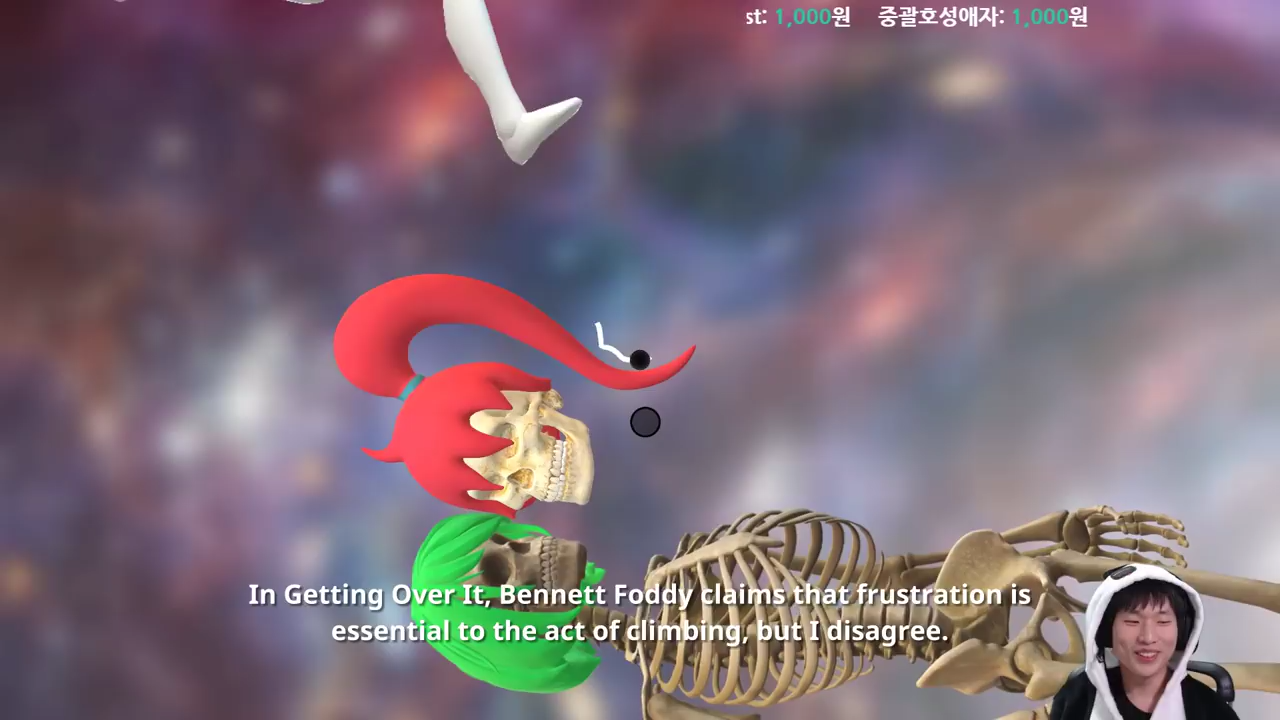 st: 1,000원 중괄호성애자: 1,000원
In Getting Over It, Bennett Foddy claims that frustration is
essential to the act of climbing, but I disagree.